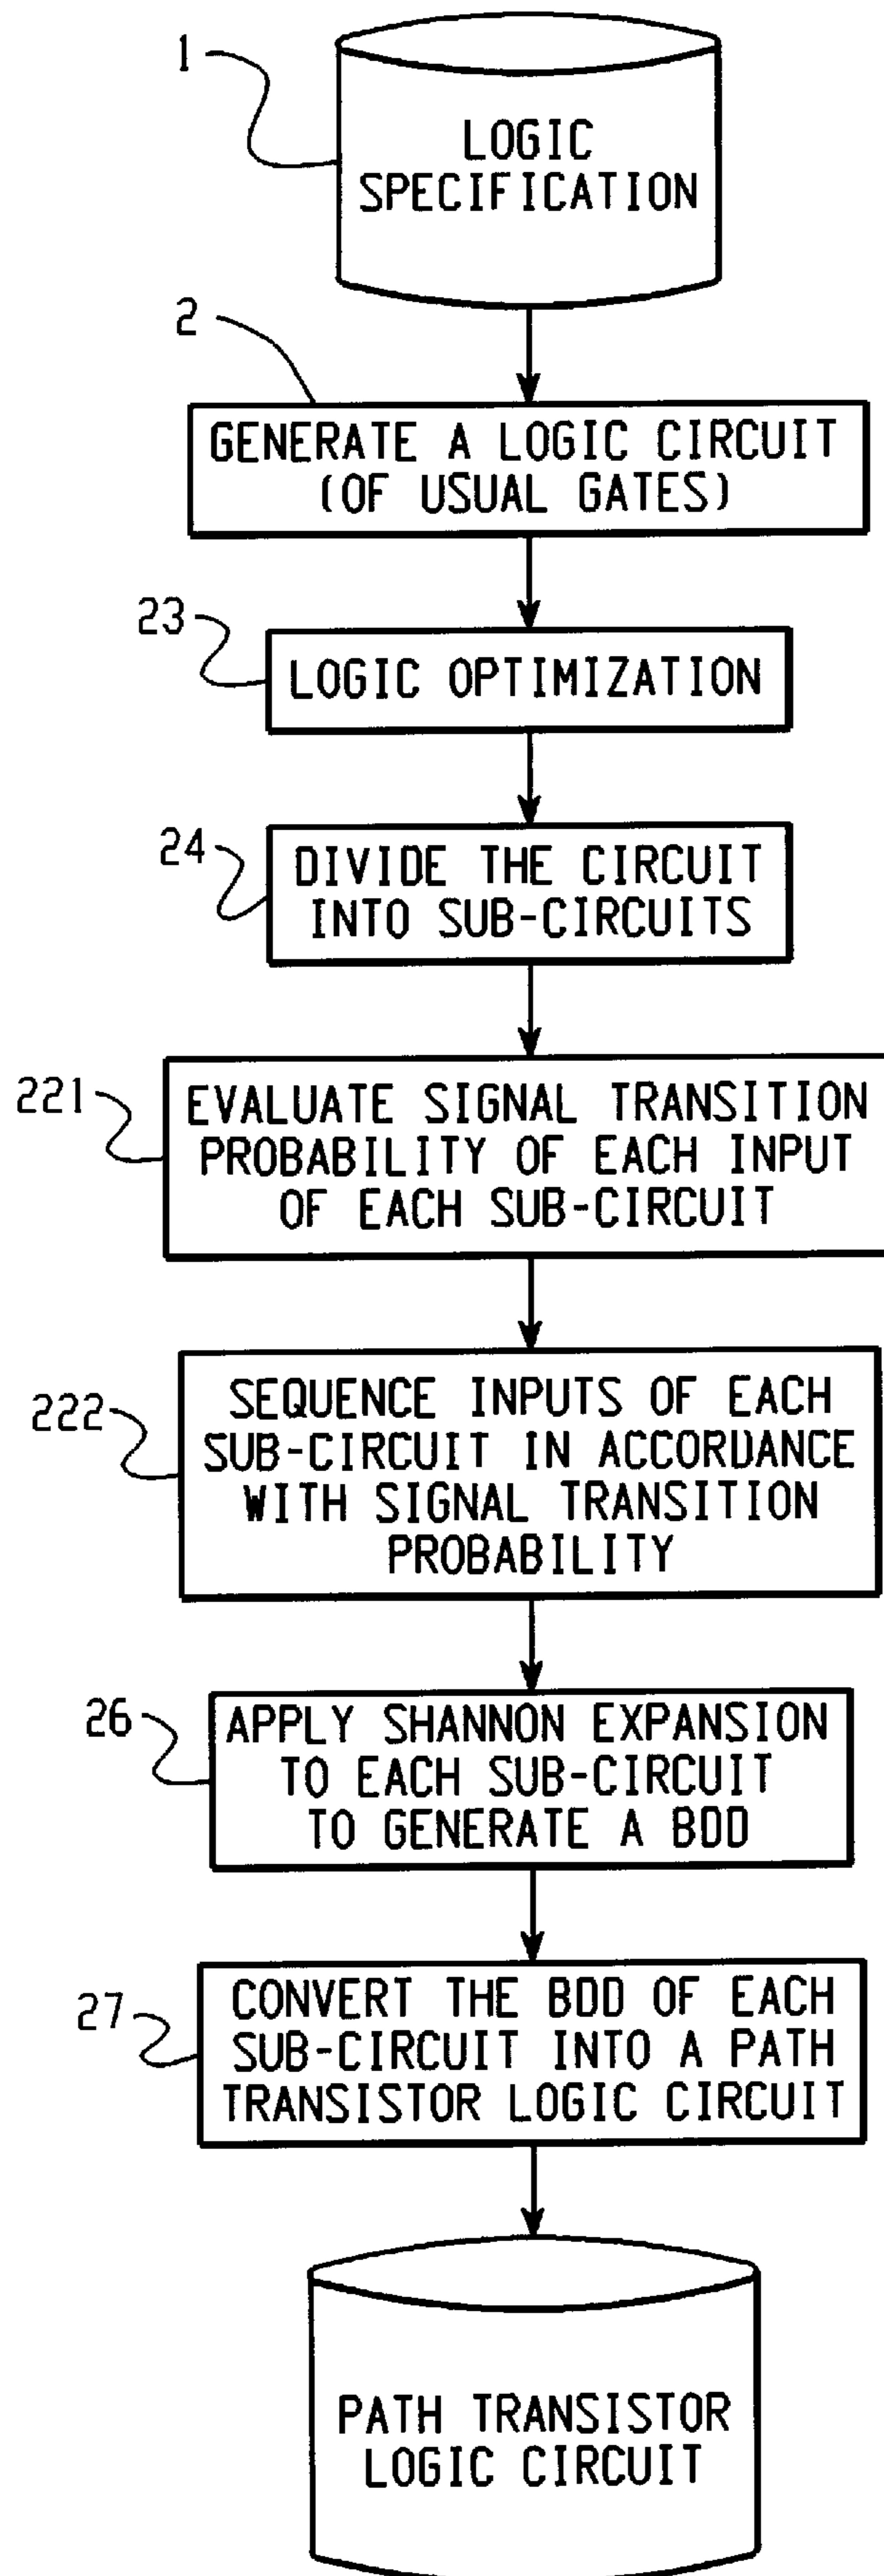 1
LOGIC
SPECIFICATION
2
GENERATE A LOGIC CIRCUIT
(OF USUAL GATES)
23
LOGIC OPTIMIZATION
24
DIVIDE THE CIRCUIT
INTO SUB-CIRCUITS
221
EVALUATE SIGNAL TRANSITION
PROBABILITY OF EACH INPUT
OF EACH SUB-CIRCUIT
222
SEQUENCE INPUTS OF EACH
SUB-CIRCUIT IN ACCORDANCE
WITH SIGNAL TRANSITION
PROBABILITY
26
APPLY SHANNON EXPANSION
TO EACH SUB-CIRCUIT
TO GENERATE A BDD
27
CONVERT THE BDD OF EACH
SUB-CIRCUIT INTO A PATH
TRANSISTOR LOGIC CIRCUIT
PATH TRANSISTOR
LOGIC CIRCUIT